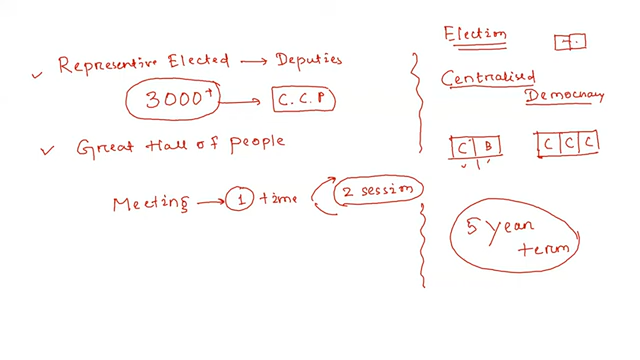 Representive Elected → Deputies
3000+ → C.C.P
Great Hall of people
Meeting → 1 time
2 session
Election
Centralised
Democracy
C B
C C C
5 year
term